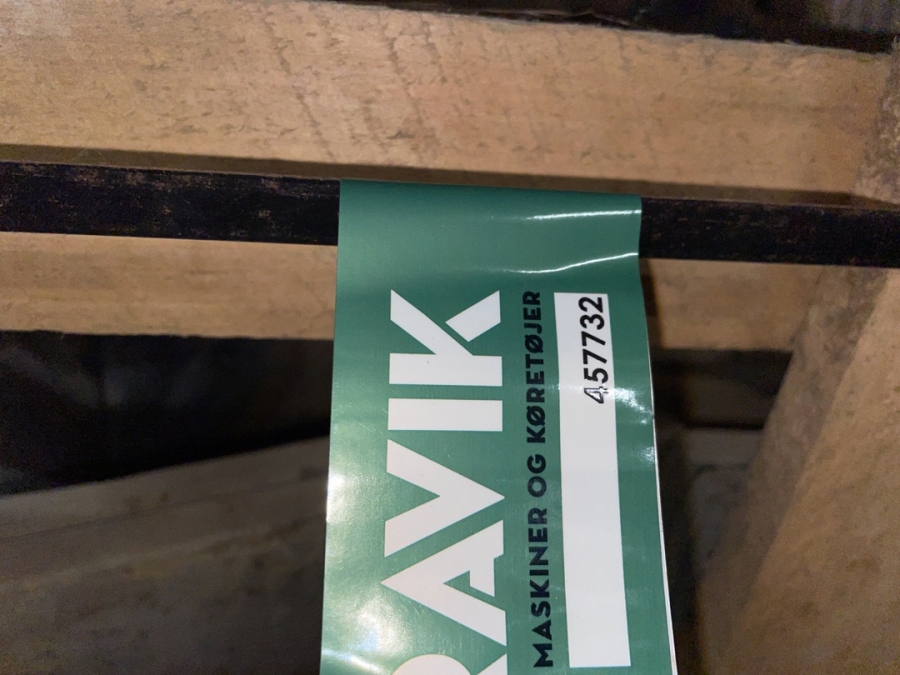 RAVIK
MASKINER OG KØRETØJER
457732